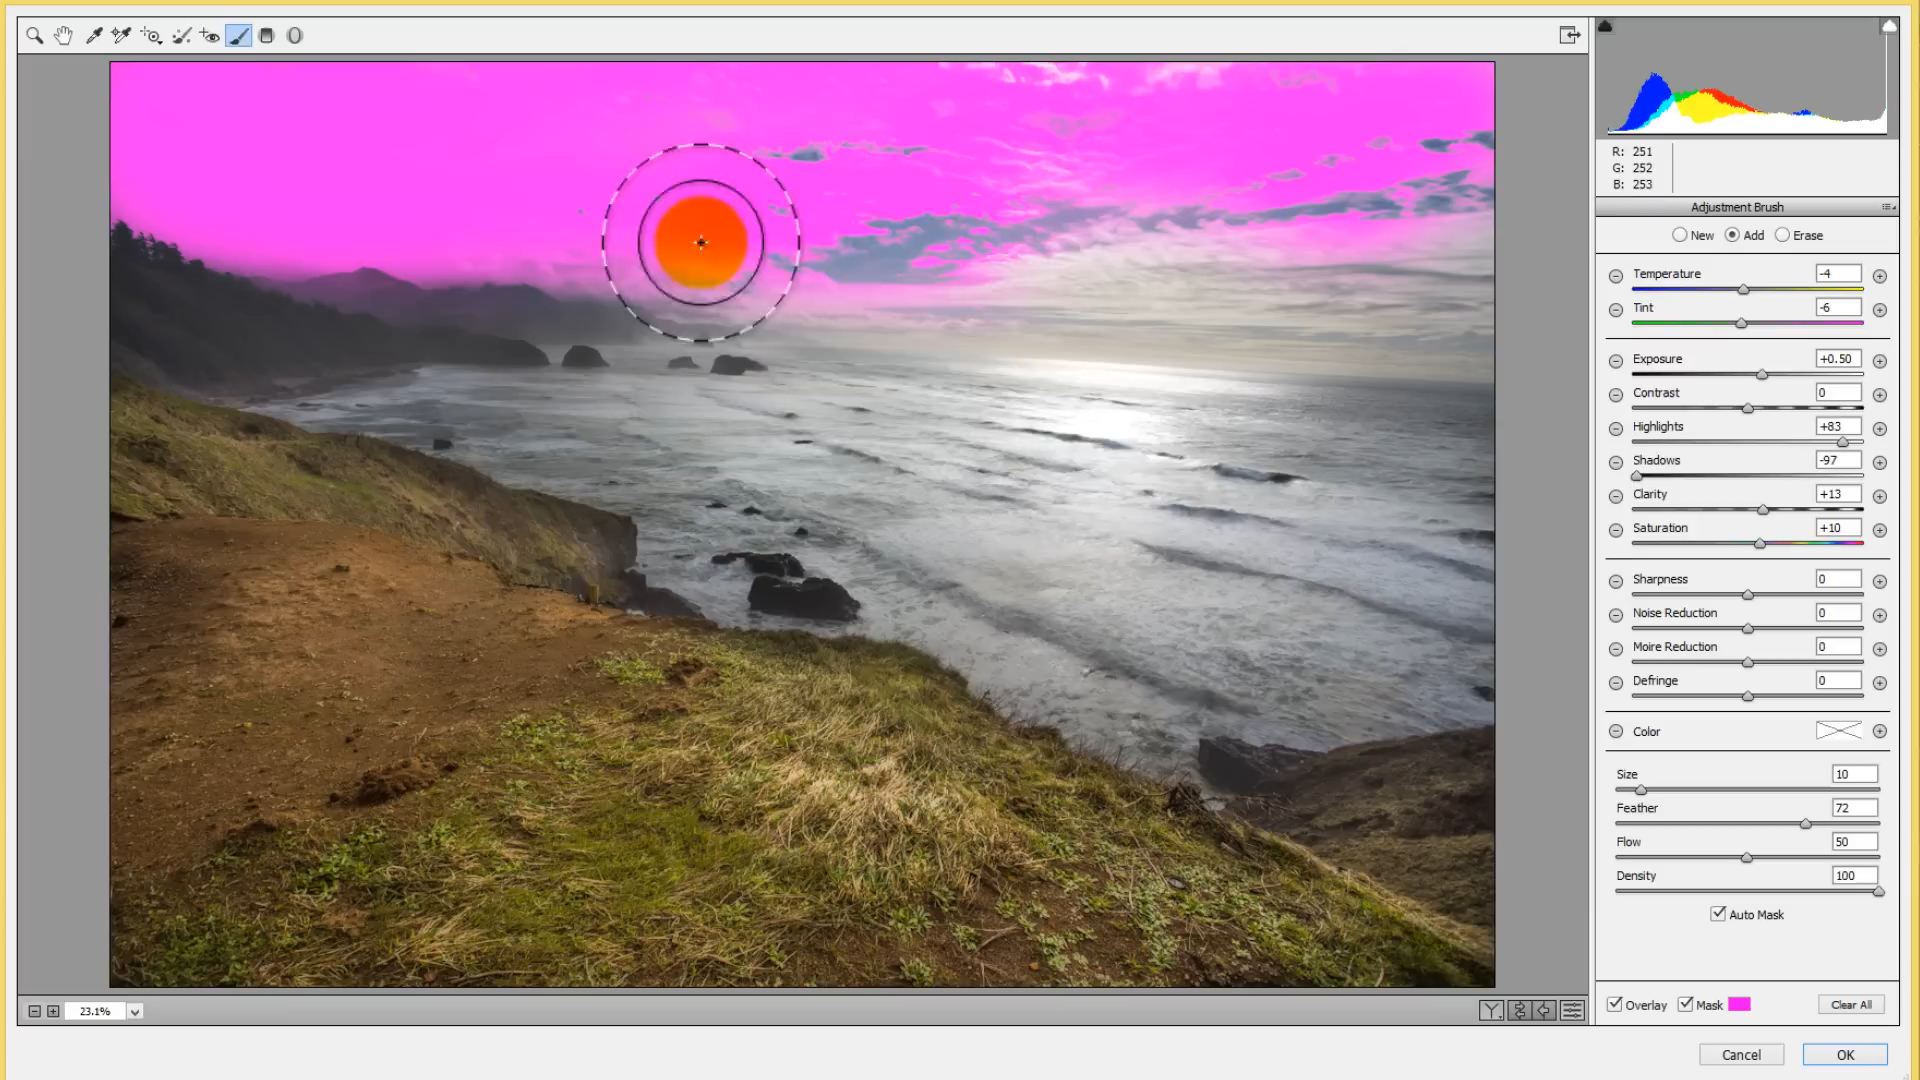 R: 251
G: 252
B: 253
Adjustment Brush
New Add Erase
Temperature -4
Tint -6
Exposure +0.50
Contrast 0
Highlights +83
Shadows -97
Clarity +13
Saturation +10
Sharpness 0
Noise Reduction 0
Moire Reduction 0
Defringe 0
Color
Size 10
Feather 72
Flow 50
Density 100
Auto Mask
23.1%
Overlay Mask Clear All
Cancel OK